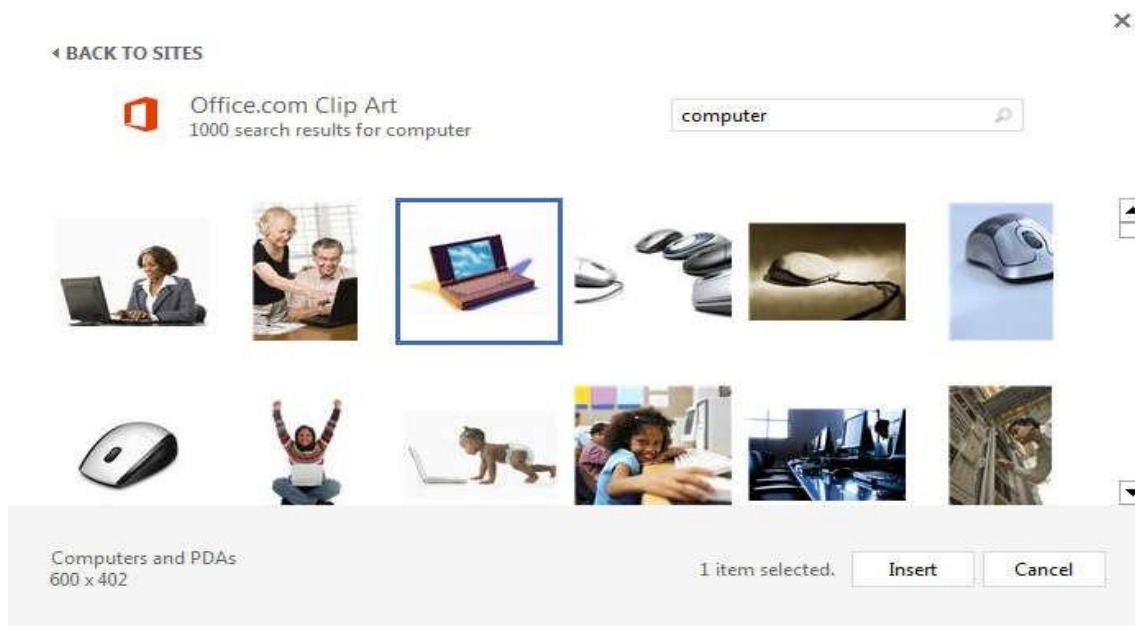 BACK TO SITES
Office.com Clip Art
1000 search results for computer
computer
Computers and PDAs
600 x 402
1 item selected.
Insert
Cancel